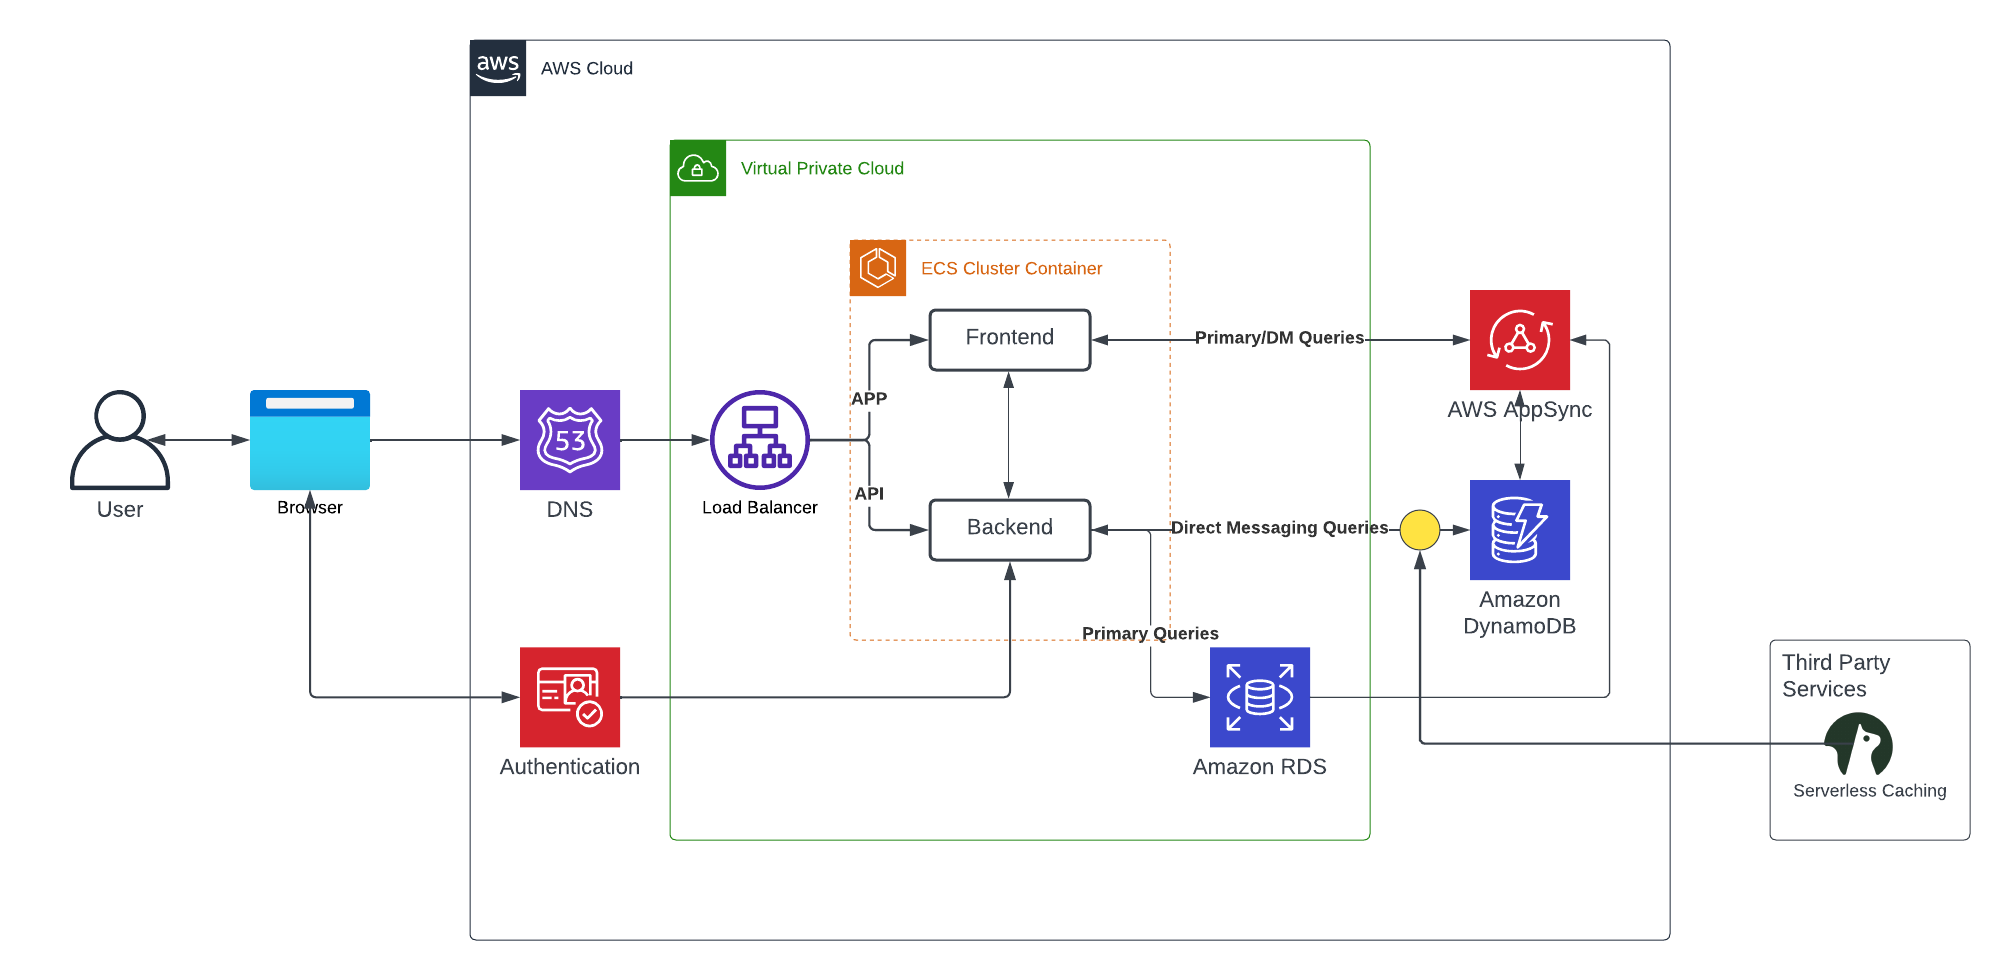 aws
AWS Cloud
Virtual Private Cloud
ECS Cluster Container
Frontend
Primary/DM Queries
APP
AWS AppSync
53
User
Browser
DNS
Load Balancer
API
Backend
Direct Messaging Queries
Amazon
DynamoDB
Primary Queries
Third Party
Services
Authentication
Amazon RDS
Serverless Caching